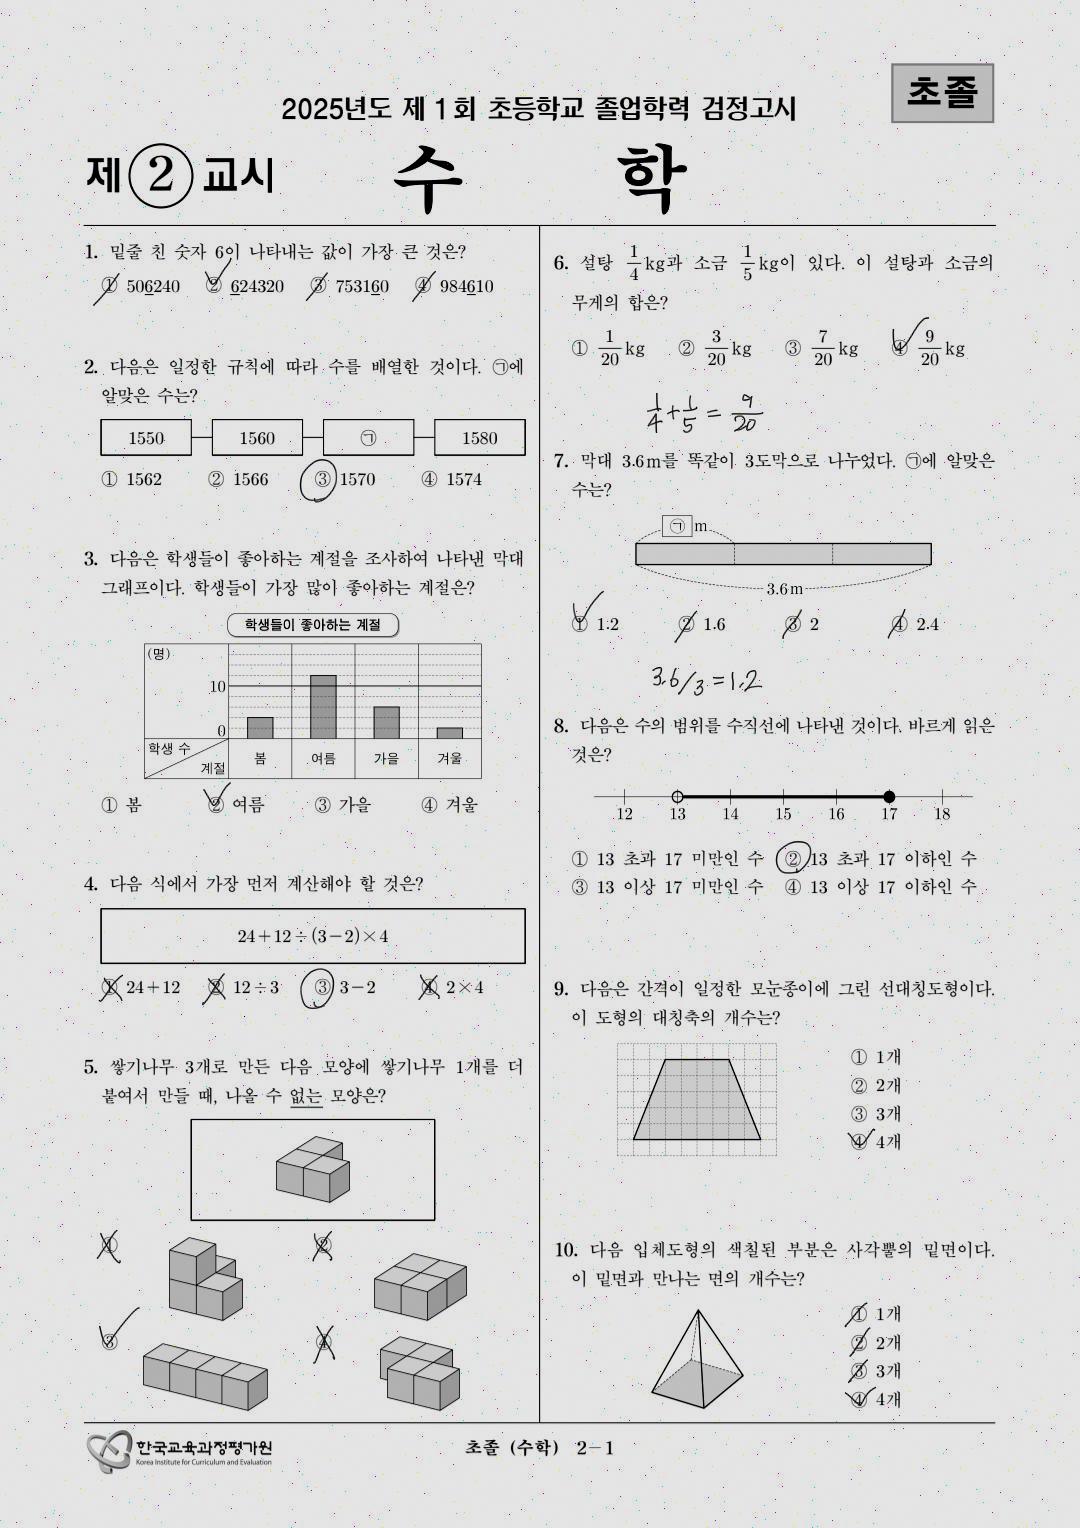 초졸
2025년도 제 1 회 초등학교 졸업학력 검정고시
제 2 교시 수 학
1. 밑줄 친 숫자 6이 나타내는 값이 가장 큰 것은?
① 506240 ② 624320 ③ 753160 ④ 984610
2. 다음은 일정한 규칙에 따라 수를 배열한 것이다. ㉠에
알맞은 수는?
1550 1560 ㉠ 1580
① 1562 ② 1566 ③ 1570 ④ 1574
3. 다음은 학생들이 좋아하는 계절을 조사하여 나타낸 막대
그래프이다. 학생들이 가장 많이 좋아하는 계절은?
학생들이 좋아하는 계절
(명)
10
0
학생 수
계절
봄 여름 가을 겨울
① 봄 ② 여름 ③ 가을 ④ 겨울
4. 다음 식에서 가장 먼저 계산해야 할 것은?
24+12÷(3-2)×4
① 24+12 ② 12÷3 ③ 3-2 ④ 2×4
5. 쌓기나무 3개로 만든 다음 모양에 쌓기나무 1개를 더
붙여서 만들 때, 나올 수 없는 모양은?
① ②
③ ④
6. 설탕 1/4 kg과 소금 1/5 kg이 있다. 이 설탕과 소금의
무게의 합은?
① 1/20 kg ② 3/20 kg ③ 7/20 kg ④ 9/20 kg
1/4 + 1/5 = 9/20
7. 막대 3.6m를 똑같이 3도막으로 나누었다. ㉠에 알맞은
수는?
㉠ m
3.6m
① 1.2 ② 1.6 ③ 2 ④ 2.4
3.6/3 = 1.2
8. 다음은 수의 범위를 수직선에 나타낸 것이다. 바르게 읽은
것은?
12 13 14 15 16 17 18
① 13 초과 17 미만인 수 ② 13 초과 17 이하인 수
③ 13 이상 17 미만인 수 ④ 13 이상 17 이하인 수
9. 다음은 간격이 일정한 모눈종이에 그린 선대칭도형이다.
이 도형의 대칭축의 개수는?
① 1개
② 2개
③ 3개
④ 4개
10. 다음 입체도형의 색칠된 부분은 사각뿔의 밑면이다.
이 밑면과 만나는 면의 개수는?
① 1개
② 2개
③ 3개
④ 4개
한국교육과정평가원
Korea Institute for Curriculum and Evaluation
초졸 (수학) 2-1